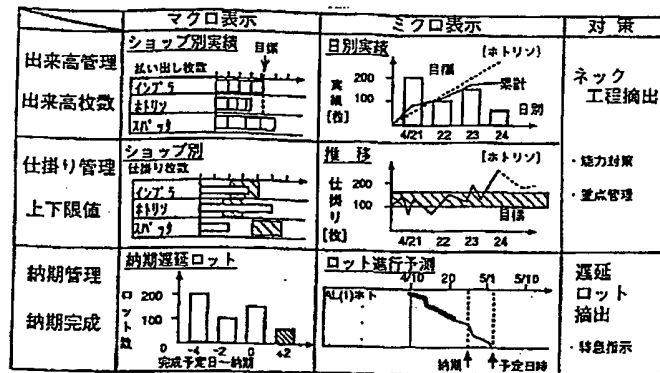 マクロ表示
ミクロ表示
対策
出来高管理
出来高枚数
ショップ別実績
目標
払い出し枚数
インプラ
ホトリソ
スパッタ
日別実績
[ホトリソ]
実績[枚]
200
100
目標
累計
日別
4/21 22 23 24
ネック
工程摘出
仕掛り管理
上下限値
ショップ別
仕掛り枚数
インプラ
ホトリソ
スパッタ
推移
[ホトリソ]
仕掛り[枚]
200
100
目標
4/21 22 23 24
・能力対策
・重点管理
納期管理
納期完成
納期遅延ロット
ロット数
200
100
0
-4 -2 0 +2
完成予定日～納期
ロット進行予測
4/10 20 5/1 5/10
AL(1)ホト
納期
予定日時
遅延
ロット
摘出
・特急指示